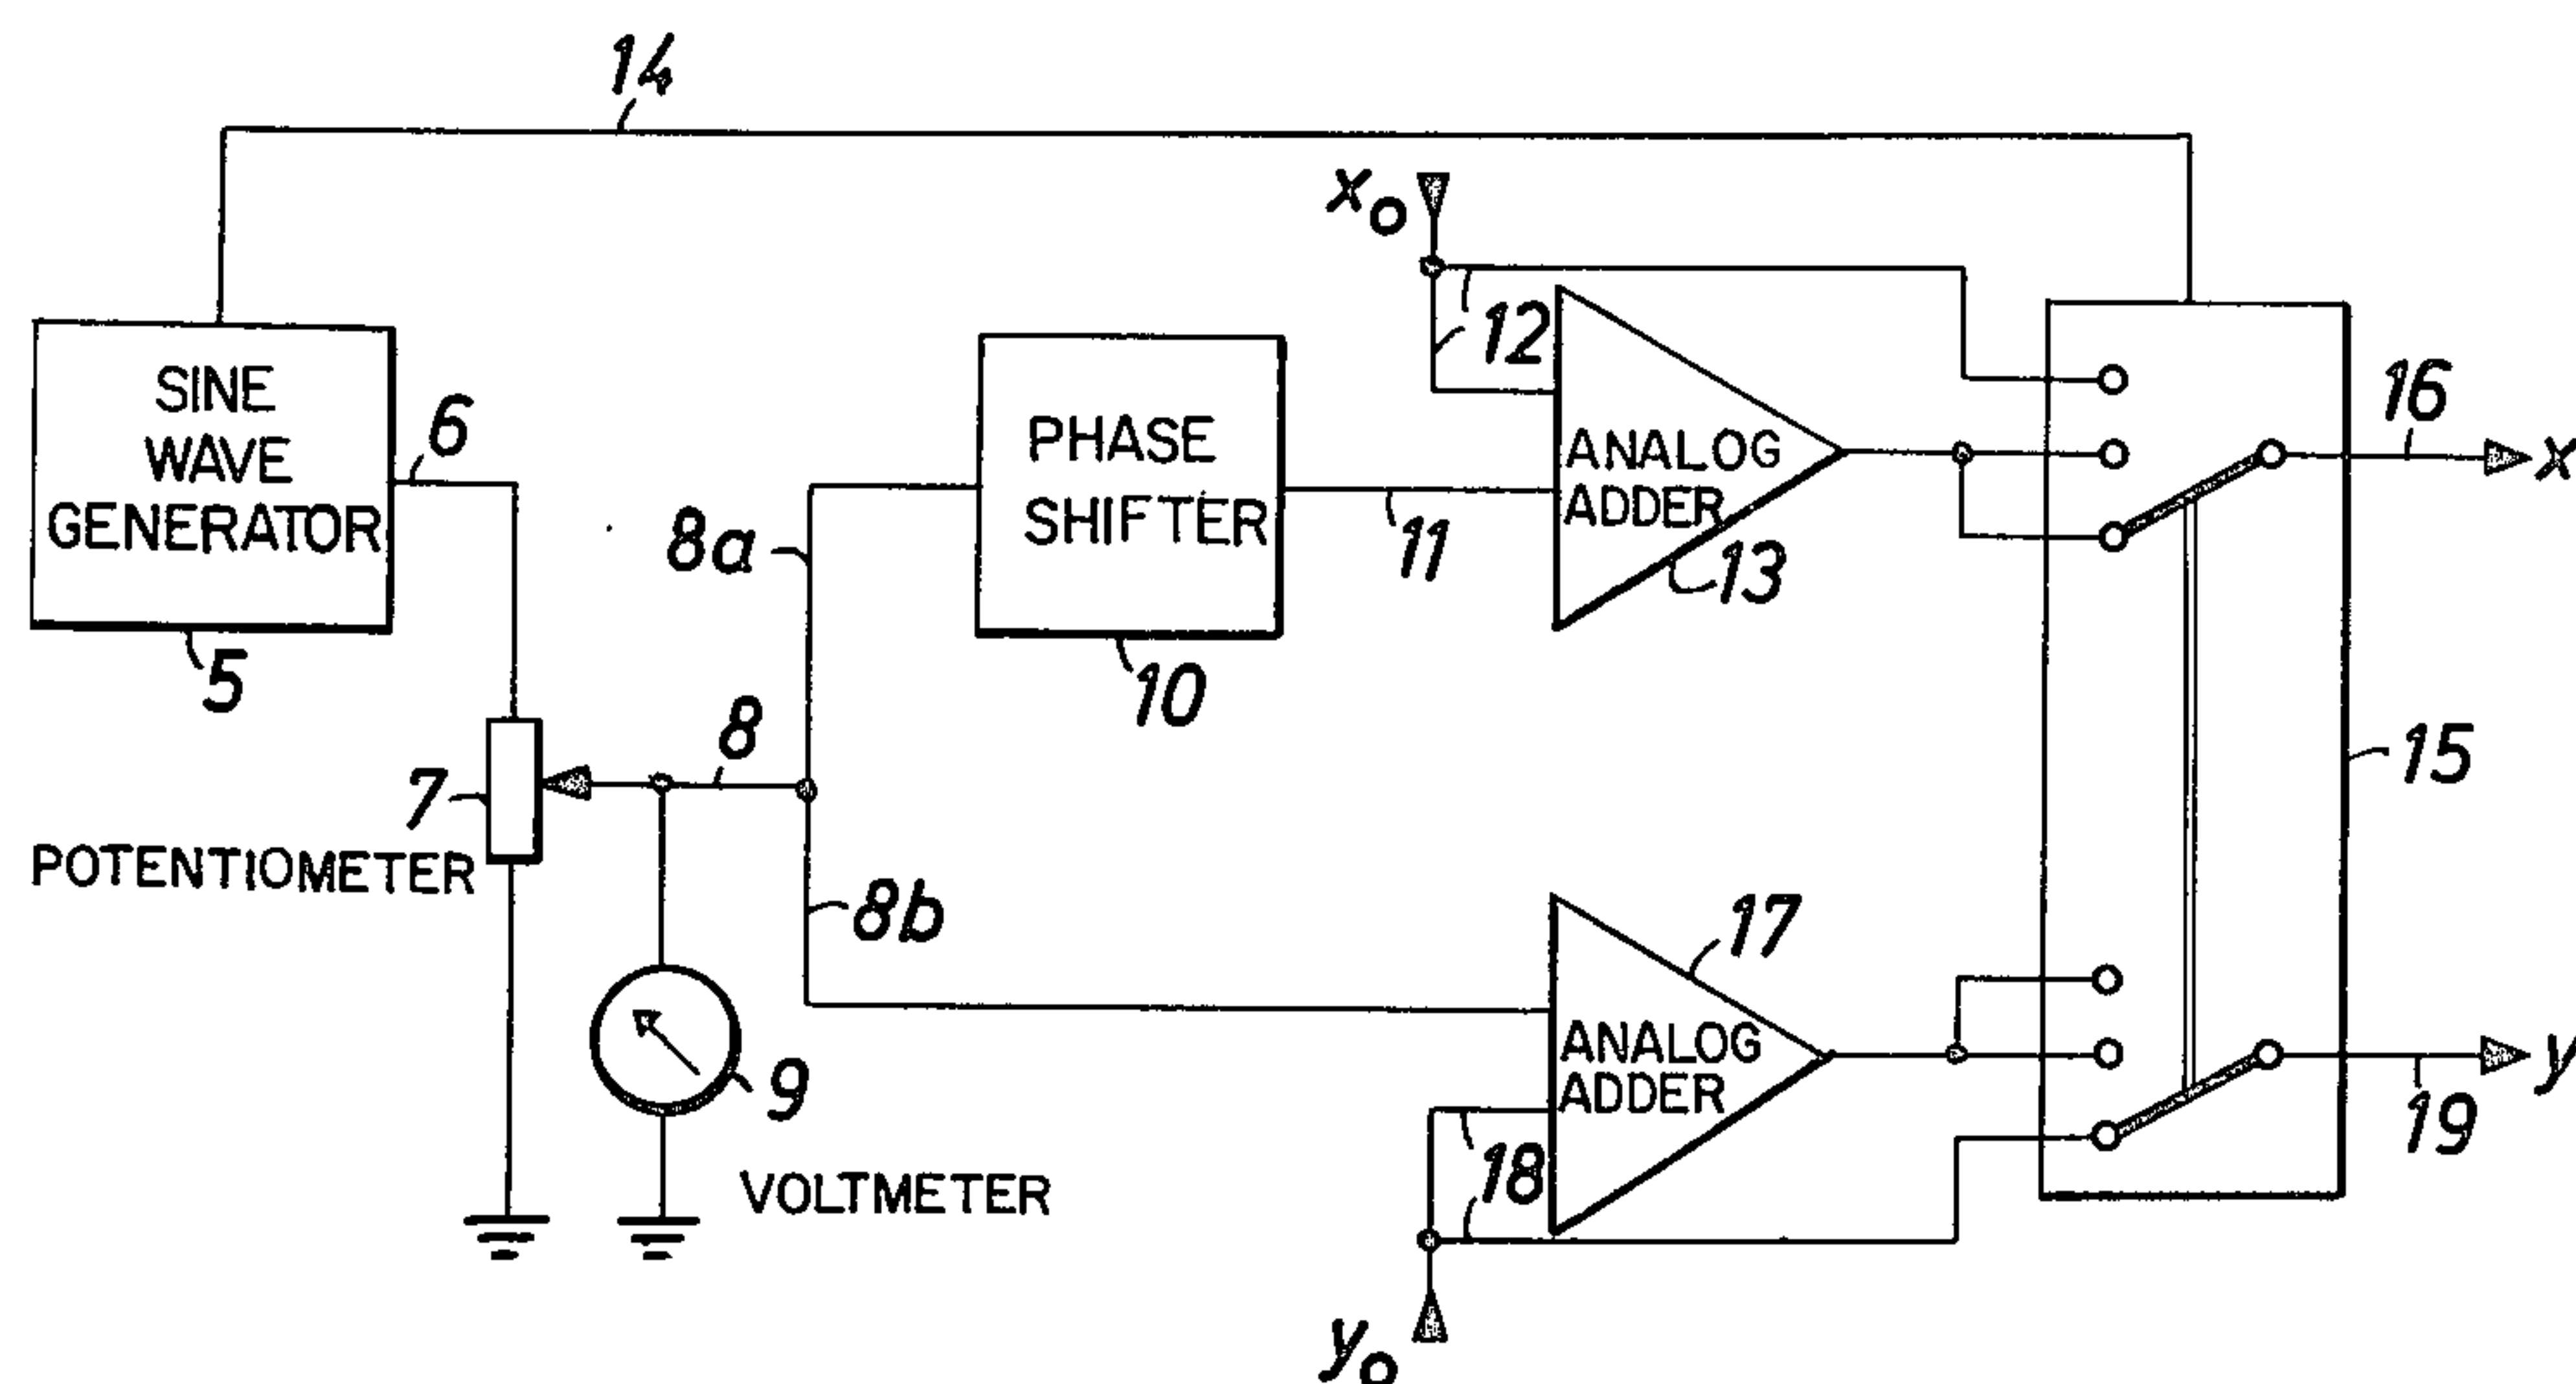 14
x₀
SINE
WAVE
GENERATOR
6
5
8a
PHASE
SHIFTER
10
11
12
ANALOG
ADDER
13
16
x
7
POTENTIOMETER
8
9
VOLTMETER
8b
17
ANALOG
ADDER
18
y₀
15
19
y